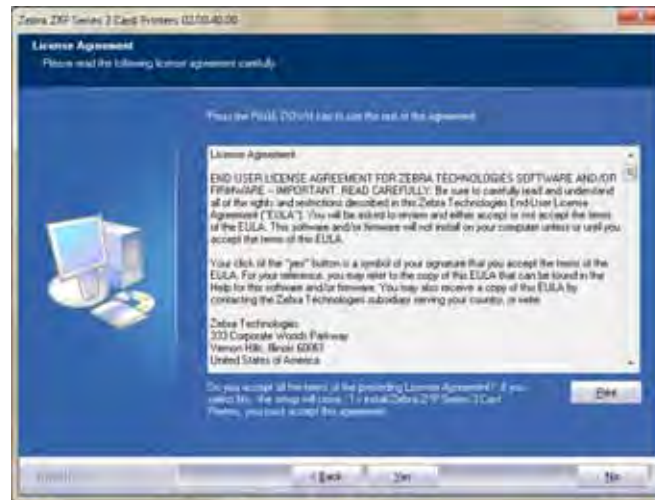 Zebra ZXP Series 3 Card Printers 02.00.40.00
License Agreement
Please read the following license agreement carefully.
Press the PAGE DOWN key to see the rest of the agreement.
License Agreement
END USER LICENSE AGREEMENT FOR ZEBRA TECHNOLOGIES SOFTWARE AND/OR
FIRMWARE – IMPORTANT. READ CAREFULLY: Be sure to carefully read and understand
all of the rights and restrictions described in this Zebra Technologies End-User License
Agreement ("EULA"). You will be asked to review and either accept or not accept the terms
of the EULA. This software and/or firmware will not install on your computer unless or until you
accept the terms of this EULA.
Your click of the "yes" button is a symbol of your signature that you accept the terms of the
EULA. For your reference, you may refer to the copy of this EULA that can be found in the
Help for this software and/or firmware. You may also receive a copy of this EULA by
contacting the Zebra Technologies subsidiary serving your country, or write:
Zebra Technologies
333 Corporate Woods Parkway
Vernon Hills, Illinois 60061
United States of America
Do you accept all the terms of the preceding License Agreement? If you
select No, the setup will close. To install Zebra ZXP Series 3 Card
Printers, you must accept this agreement.
Print
< Back
Yes
No